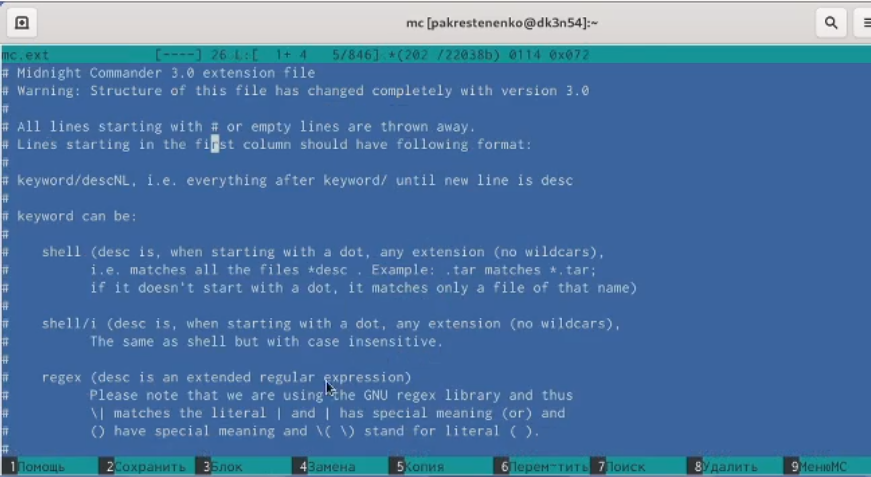 mc [pakrestenenko@dk3n54]:~
mc.ext [----] 26 L:[ 1+ 4 5/846] *(202 /22038b) 0114 0x072
# Midnight Commander 3.0 extension file
# Warning: Structure of this file has changed completely with version 3.0
#
# All lines starting with # or empty lines are thrown away.
# Lines starting in the first column should have following format:
#
# keyword/descNL, i.e. everything after keyword/ until new line is desc
#
# keyword can be:
#
# shell (desc is, when starting with a dot, any extension (no wildcars),
# i.e. matches all the files *desc . Example: .tar matches *.tar;
# if it doesn't start with a dot, it matches only a file of that name)
#
# shell/i (desc is, when starting with a dot, any extension (no wildcars),
# The same as shell but with case insensitive.
#
# regex (desc is an extended regular expression)
# Please note that we are using the GNU regex library and thus
# \| matches the literal | and | has special meaning (or) and
# () have special meaning and \( \) stand for literal ( ).
#
1Помощь 2Сохранить 3Блок 4Замена 5Копия 6Перем~тить 7Поиск 8Удалить 9МенюMC